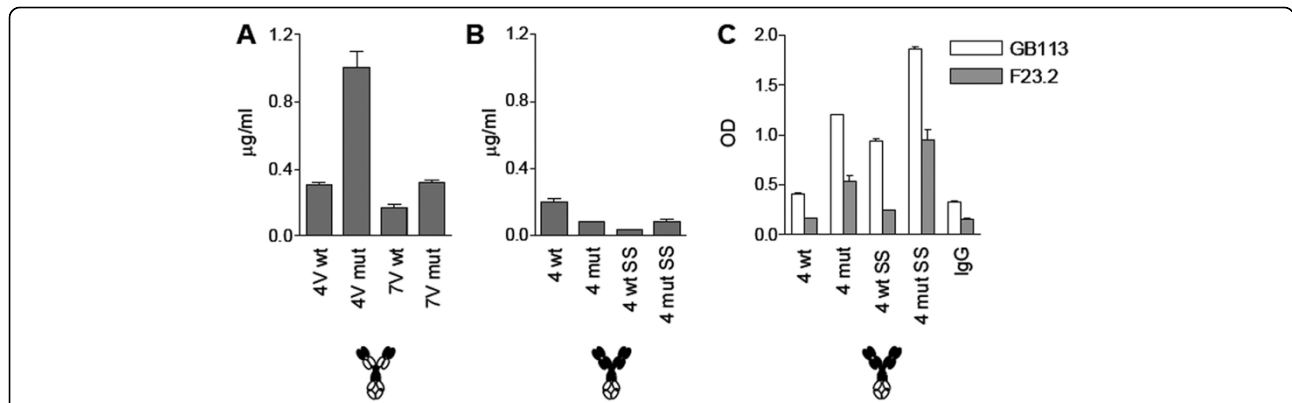 A
1.2
0.8
0.4
0.0
µg/ml
4V wt
4V mut
7V wt
7V mut
B
1.2
0.8
0.4
0.0
µg/ml
4 wt
4 mut
4 wt SS
4 mut SS
C
2.0
1.5
1.0
0.5
0.0
OD
4 wt
4 mut
4 wt SS
4 mut SS
IgG
GB113
F23.2